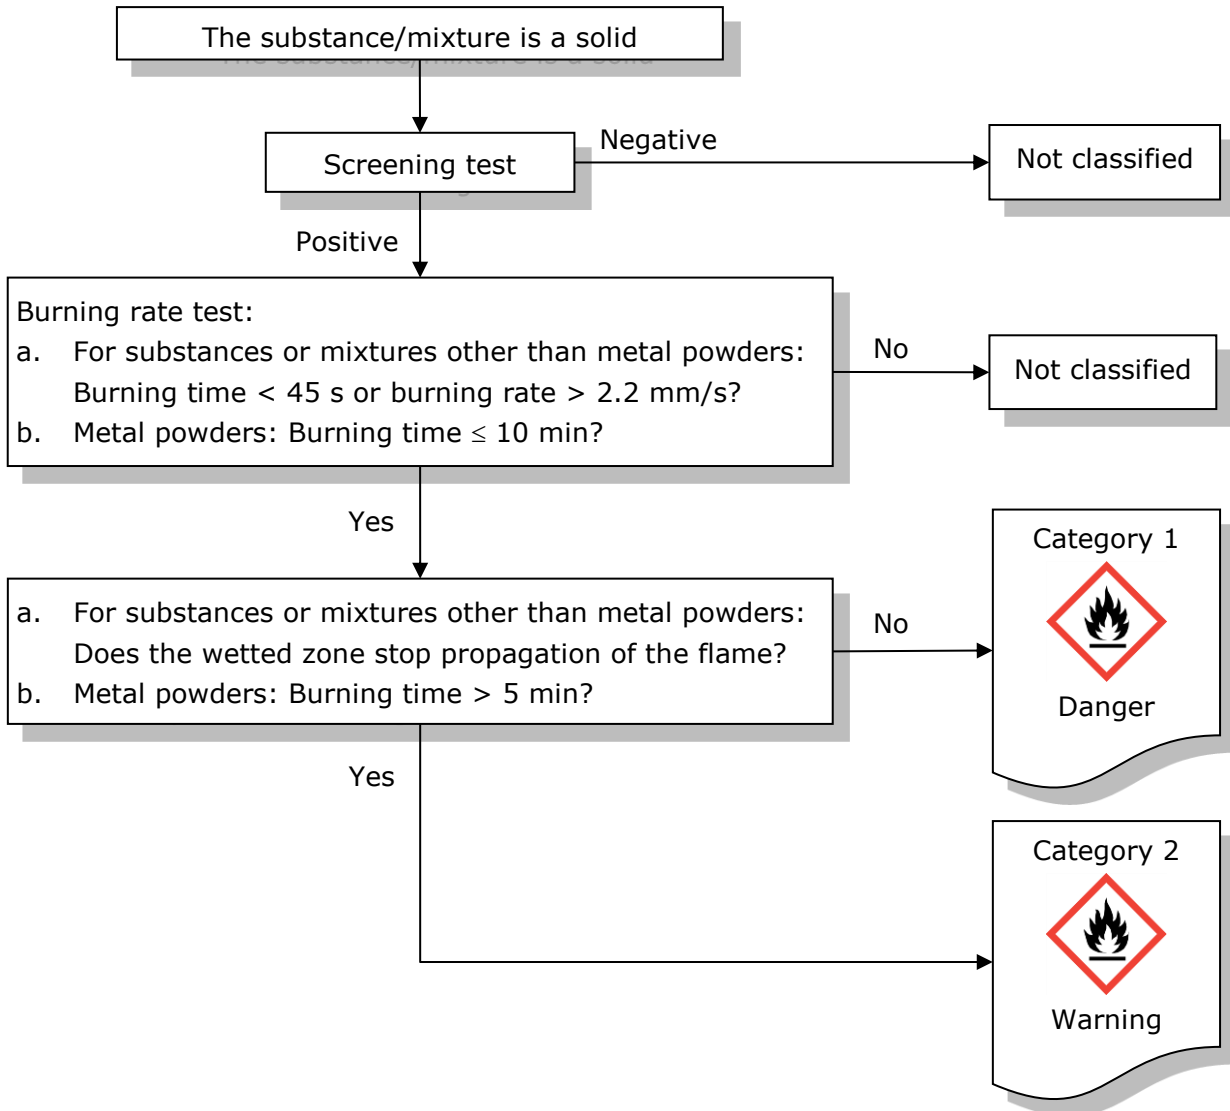 The substance/mixture is a solid
Screening test
Negative
Not classified
Positive
Burning rate test:
a. For substances or mixtures other than metal powders:
Burning time < 45 s or burning rate > 2.2 mm/s?
b. Metal powders: Burning time ≤ 10 min?
No
Not classified
Yes
a. For substances or mixtures other than metal powders:
Does the wetted zone stop propagation of the flame?
b. Metal powders: Burning time > 5 min?
No
Category 1
Danger
Yes
Category 2
Warning